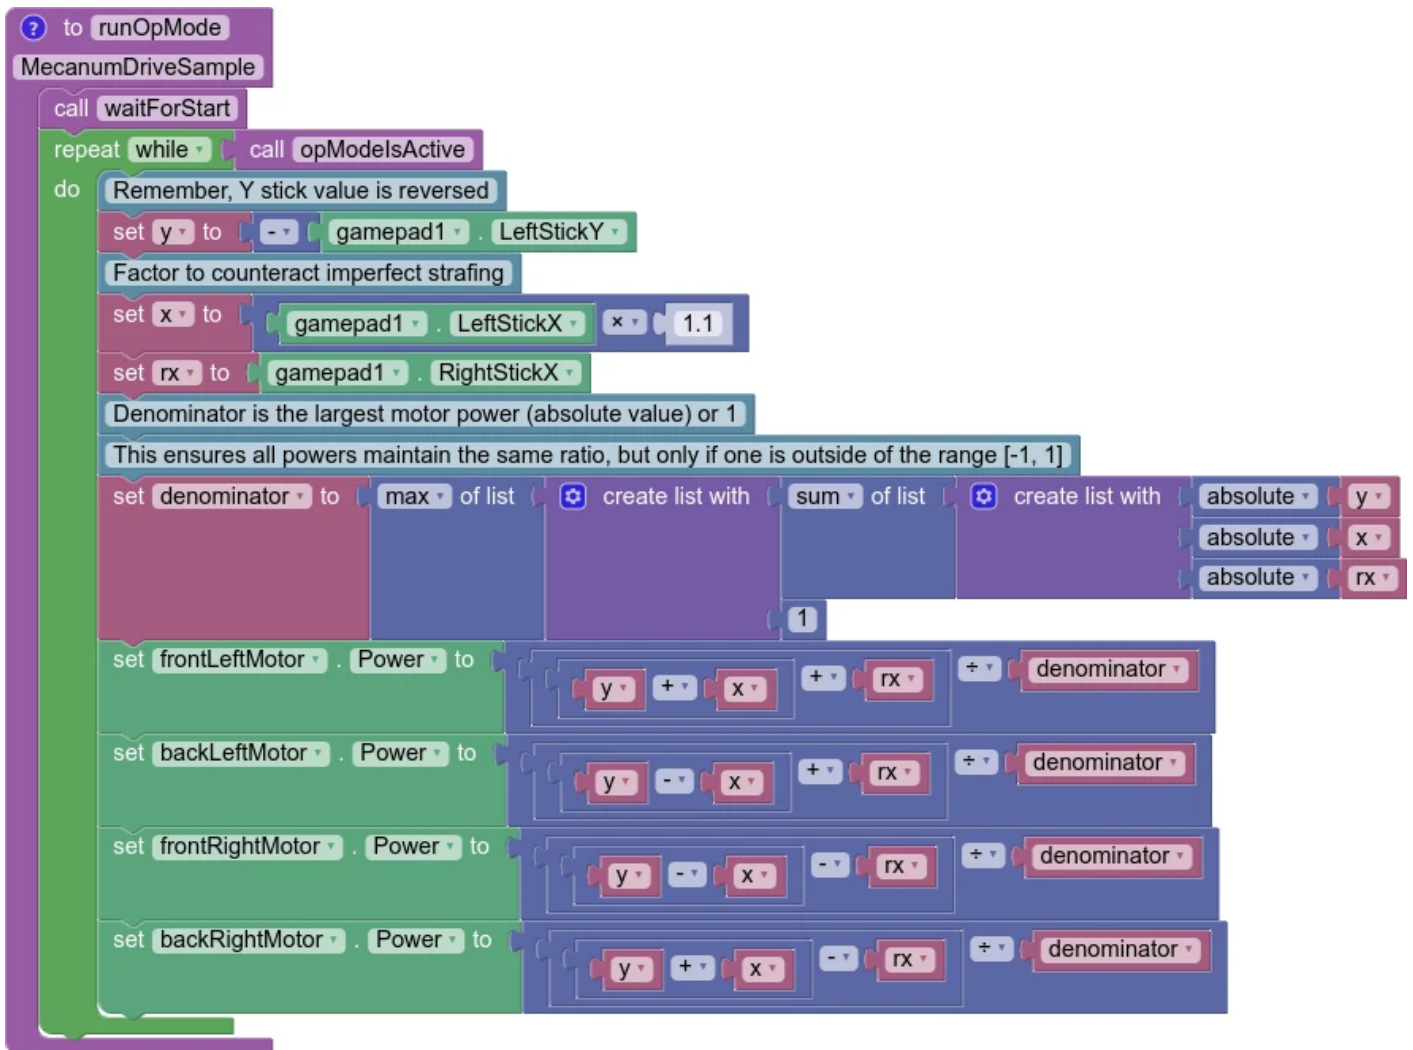 ? to runOpMode
MecanumDriveSample
call waitForStart
repeat while call opModeIsActive
do Remember, Y stick value is reversed
set y to - gamepad1 . LeftStickY
Factor to counteract imperfect strafing
set x to gamepad1 . LeftStickX × 1.1
set rx to gamepad1 . RightStickX
Denominator is the largest motor power (absolute value) or 1
This ensures all powers maintain the same ratio, but only if one is outside of the range [-1, 1]
set denominator to max of list create list with sum of list create list with absolute y
absolute x
absolute rx
1
set frontLeftMotor . Power to y + x + rx ÷ denominator
set backLeftMotor . Power to y - x + rx ÷ denominator
set frontRightMotor . Power to y - x - rx ÷ denominator
set backRightMotor . Power to y + x - rx ÷ denominator